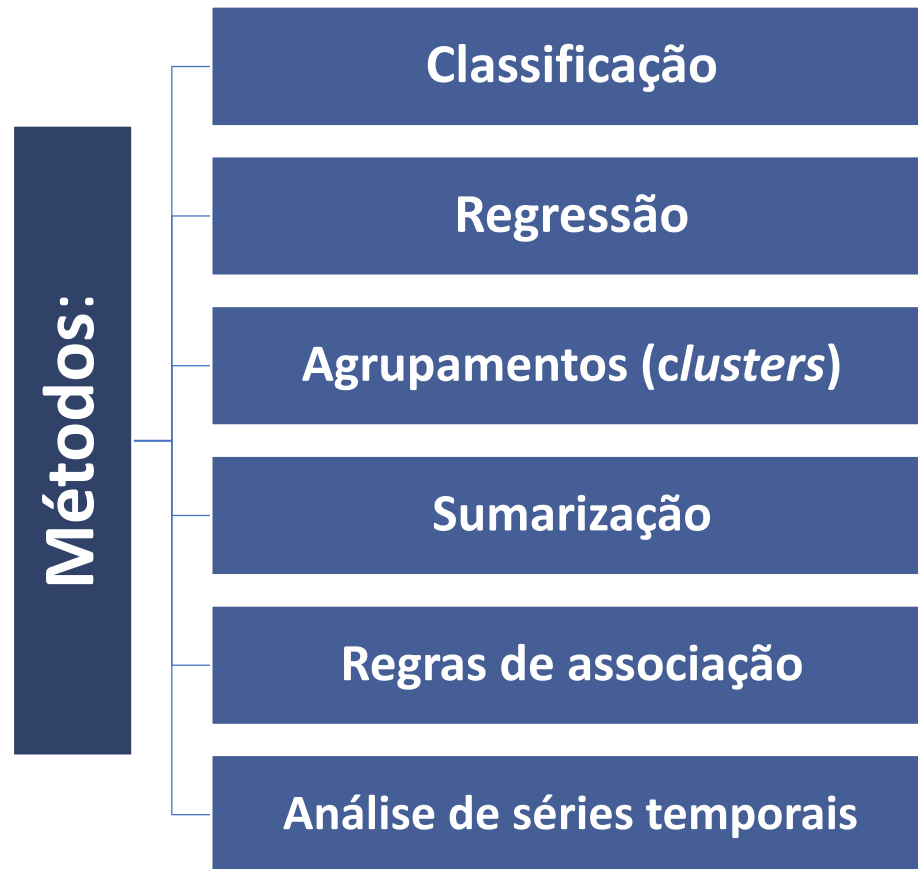 Métodos:
Classificação
Regressão
Agrupamentos (clusters)
Sumarização
Regras de associação
Análise de séries temporais